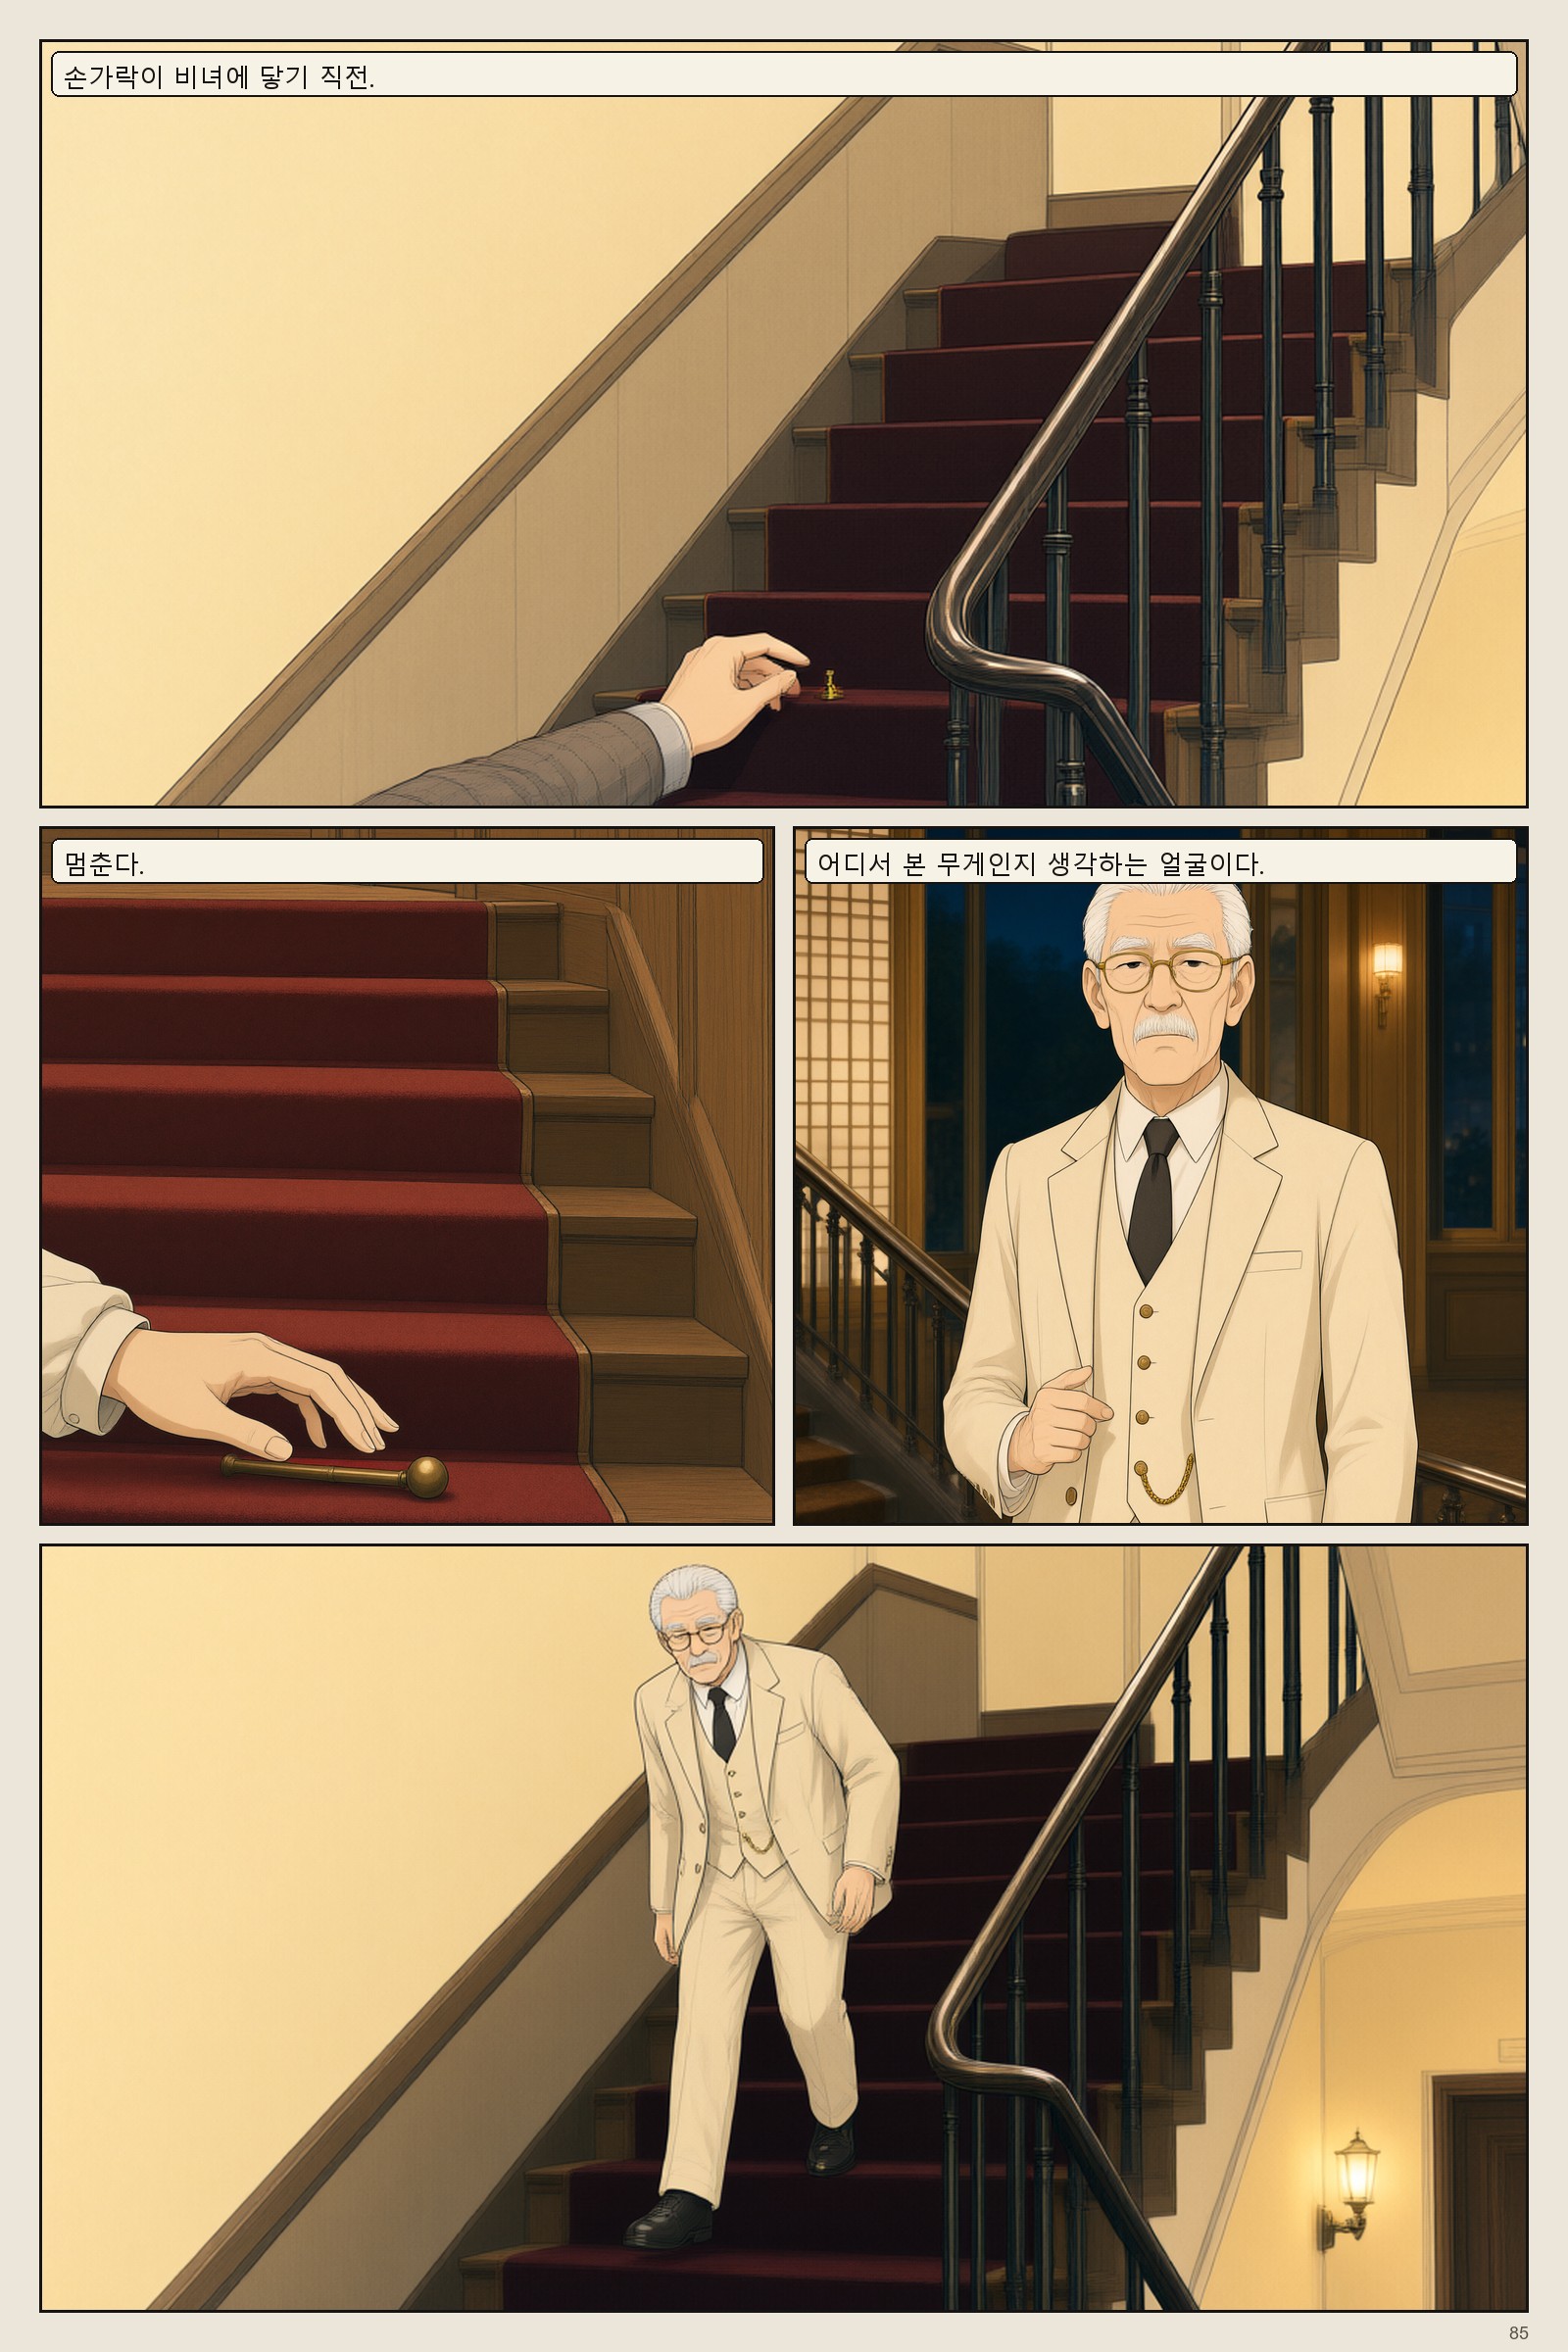 손가락이 비녀에 닿기 직전.
멈춘다.
어디서 본 무게인지 생각하는 얼굴이다.
85